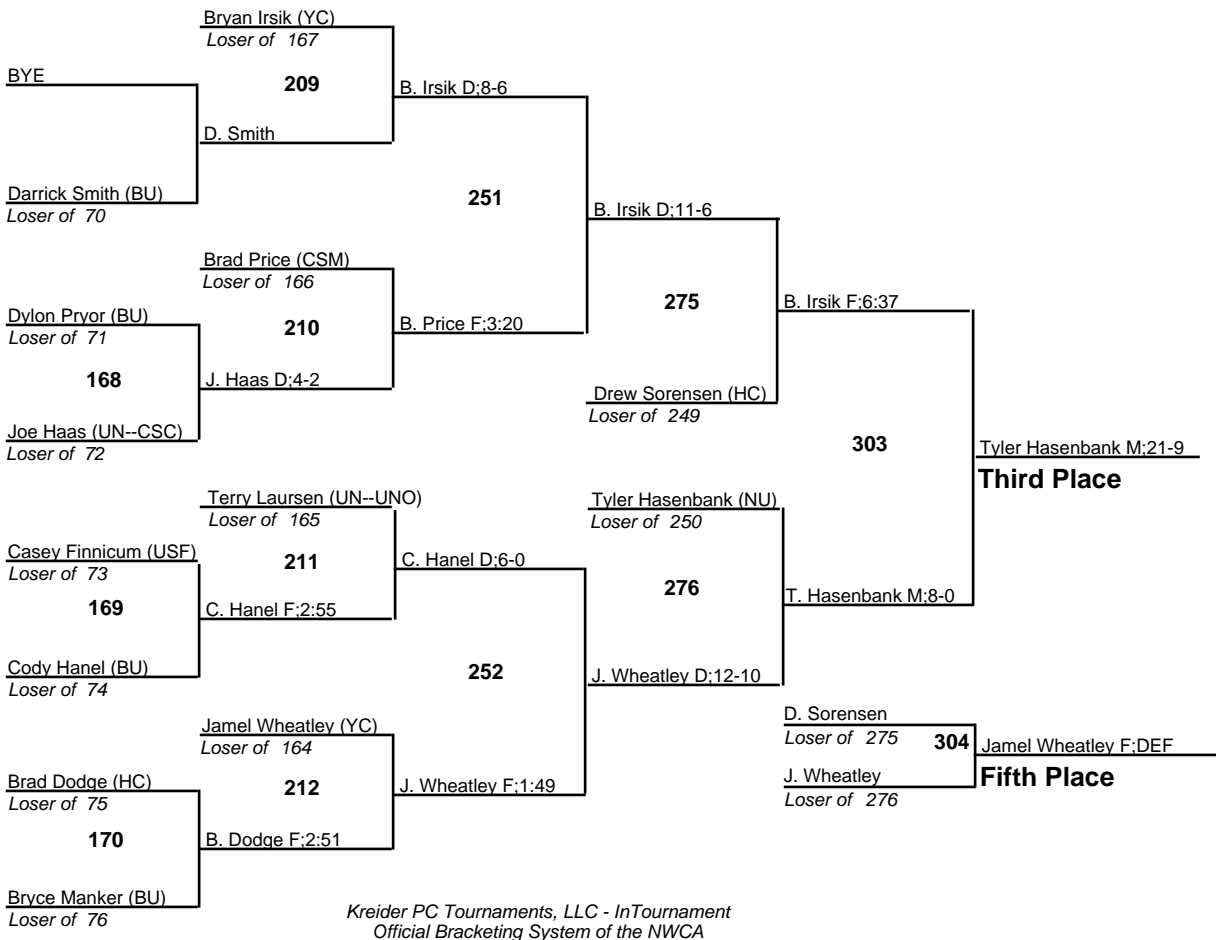 Bryan Irsik (YC)
Loser of 167
BYE
209
B. Irsik D;8-6
D. Smith
Darrick Smith (BU)
Loser of 70
251
B. Irsik D;11-6
Brad Price (CSM)
Loser of 166
Dylon Pryor (BU)
Loser of 71
210
B. Price F;3:20
275
B. Irsik F;6:37
168
J. Haas D;4-2
Drew Sorensen (HC)
Loser of 249
Joe Haas (UN--CSC)
Loser of 72
303
Tyler Hasenbank M;21-9
Third Place
Terry Laursen (UN--UNO)
Loser of 165
Tyler Hasenbank (NU)
Loser of 250
Casey Finnicum (USF)
Loser of 73
211
C. Hanel D;6-0
276
T. Hasenbank M;8-0
169
C. Hanel F;2:55
Cody Hanel (BU)
Loser of 74
252
J. Wheatley D;12-10
Jamel Wheatley (YC)
Loser of 164
D. Sorensen
Loser of 275
304
Jamel Wheatley F;DEF
Fifth Place
J. Wheatley
Loser of 276
Brad Dodge (HC)
Loser of 75
212
J. Wheatley F;1:49
170
B. Dodge F;2:51
Bryce Manker (BU)
Loser of 76
Kreider PC Tournaments, LLC - InTournament
Official Bracketing System of the NWCA